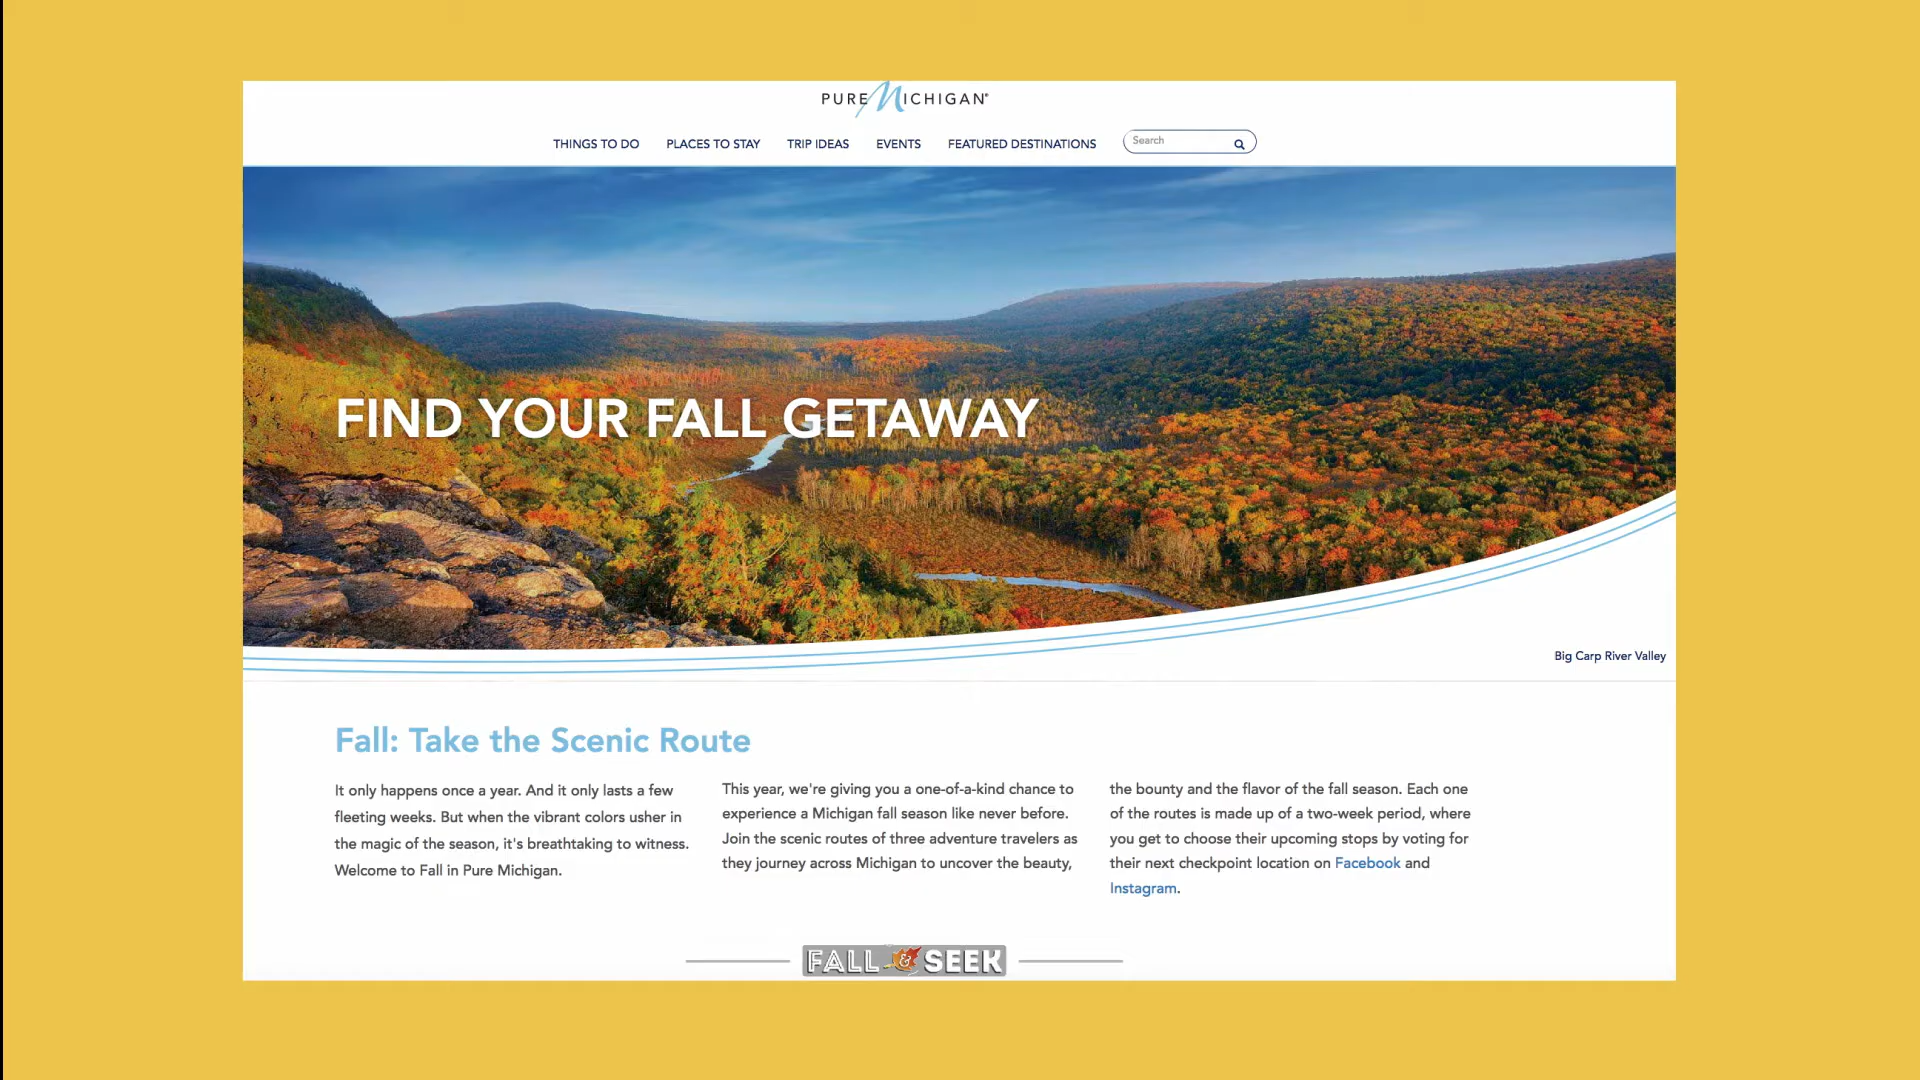 PURE MICHIGAN®
THINGS TO DO PLACES TO STAY TRIP IDEAS EVENTS FEATURED DESTINATIONS Search
FIND YOUR FALL GETAWAY
Big Carp River Valley
Fall: Take the Scenic Route
It only happens once a year. And it only lasts a few
fleeting weeks. But when the vibrant colors usher in
the magic of the season, it's breathtaking to witness.
Welcome to Fall in Pure Michigan.
This year, we're giving you a one-of-a-kind chance to
experience a Michigan fall season like never before.
Join the scenic routes of three adventure travelers as
they journey across Michigan to uncover the beauty,
the bounty and the flavor of the fall season. Each one
of the routes is made up of a two-week period, where
you get to choose their upcoming stops by voting for
their next checkpoint location on Facebook and
Instagram.
FALL & SEEK